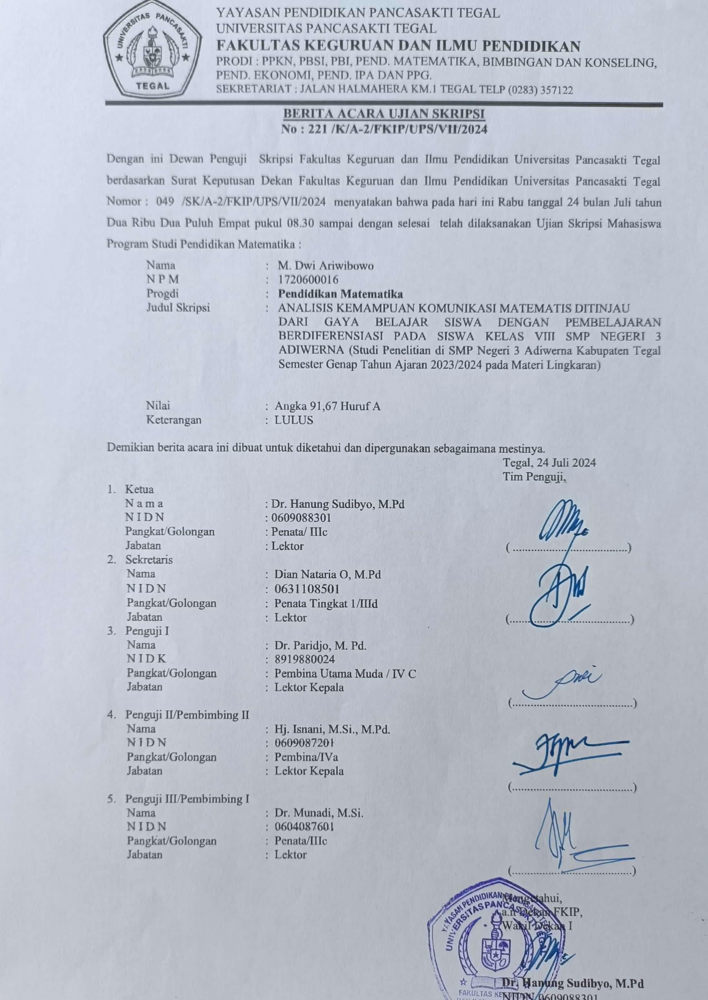 UNIVERSITAS PANCASAKTI
TEGAL
YAYASAN PENDIDIKAN PANCASAKTI TEGAL
UNIVERSITAS PANCASAKTI TEGAL
FAKULTAS KEGURUAN DAN ILMU PENDIDIKAN
PRODI : PPKN, PBSI, PBI, PEND. MATEMATIKA, BIMBINGAN DAN KONSELING,
PEND. EKONOMI, PEND. IPA DAN PPG.
SEKRETARIAT : JALAN HALMAHERA KM.1 TEGAL TELP (0283) 357122
BERITA ACARA UJIAN SKRIPSI
No : 221 /K/A-2/FKIP/UPS/VII/2024
Dengan ini Dewan Penguji Skripsi Fakultas Keguruan dan Ilmu Pendidikan Universitas Pancasakti Tegal
berdasarkan Surat Keputusan Dekan Fakultas Keguruan dan Ilmu Pendidikan Universitas Pancasakti Tegal
Nomor : 049 /SK/A-2/FKIP/UPS/VII/2024 menyatakan bahwa pada hari ini Rabu tanggal 24 bulan Juli tahun
Dua Ribu Dua Puluh Empat pukul 08.30 sampai dengan selesai telah dilaksanakan Ujian Skripsi Mahasiswa
Program Studi Pendidikan Matematika :
Nama : M. Dwi Ariwibowo
N P M : 1720600016
Progdi : Pendidikan Matematika
Judul Skripsi : ANALISIS KEMAMPUAN KOMUNIKASI MATEMATIS DITINJAU
DARI GAYA BELAJAR SISWA DENGAN PEMBELAJARAN
BERDIFERENSIASI PADA SISWA KELAS VIII SMP NEGERI 3
ADIWERNA (Studi Penelitian di SMP Negeri 3 Adiwerna Kabupaten Tegal
Semester Genap Tahun Ajaran 2023/2024 pada Materi Lingkaran)
Nilai : Angka 91,67 Huruf A
Keterangan : LULUS
Demikian berita acara ini dibuat untuk diketahui dan dipergunakan sebagaimana mestinya.
Tegal, 24 Juli 2024
Tim Penguji,
1. Ketua
N a m a : Dr. Hanung Sudibyo, M.Pd
N I D N : 0609088301
Pangkat/Golongan : Penata/ IIIc
Jabatan : Lektor
(........................................)
2. Sekretaris
Nama : Dian Nataria O, M.Pd
N I D N : 0631108501
Pangkat/Golongan : Penata Tingkat 1/IIId
Jabatan : Lektor
(........................................)
3. Penguji I
Nama : Dr. Paridjo, M. Pd.
N I D K : 8919880024
Pangkat/Golongan : Pembina Utama Muda / IV C
Jabatan : Lektor Kepala
(........................................)
4. Penguji II/Pembimbing II
Nama : Hj. Isnani, M.Si., M.Pd.
N I D N : 0609087201
Pangkat/Golongan : Pembina/IVa
Jabatan : Lektor Kepala
(........................................)
5. Penguji III/Pembimbing I
Nama : Dr. Munadi, M.Si.
N I D N : 0604087601
Pangkat/Golongan : Penata/IIIc
Jabatan : Lektor
(........................................)
YAYASAN PENDIDIKAN PANCASAKTI TEGAL
UNIVERSITAS PANCASAKTI TEGAL
Mengetahui,
a.n Dekan FKIP,
Wakil Dekan I
Dr. Hanung Sudibyo, M.Pd
FAKULTAS
NIDN 0609088301